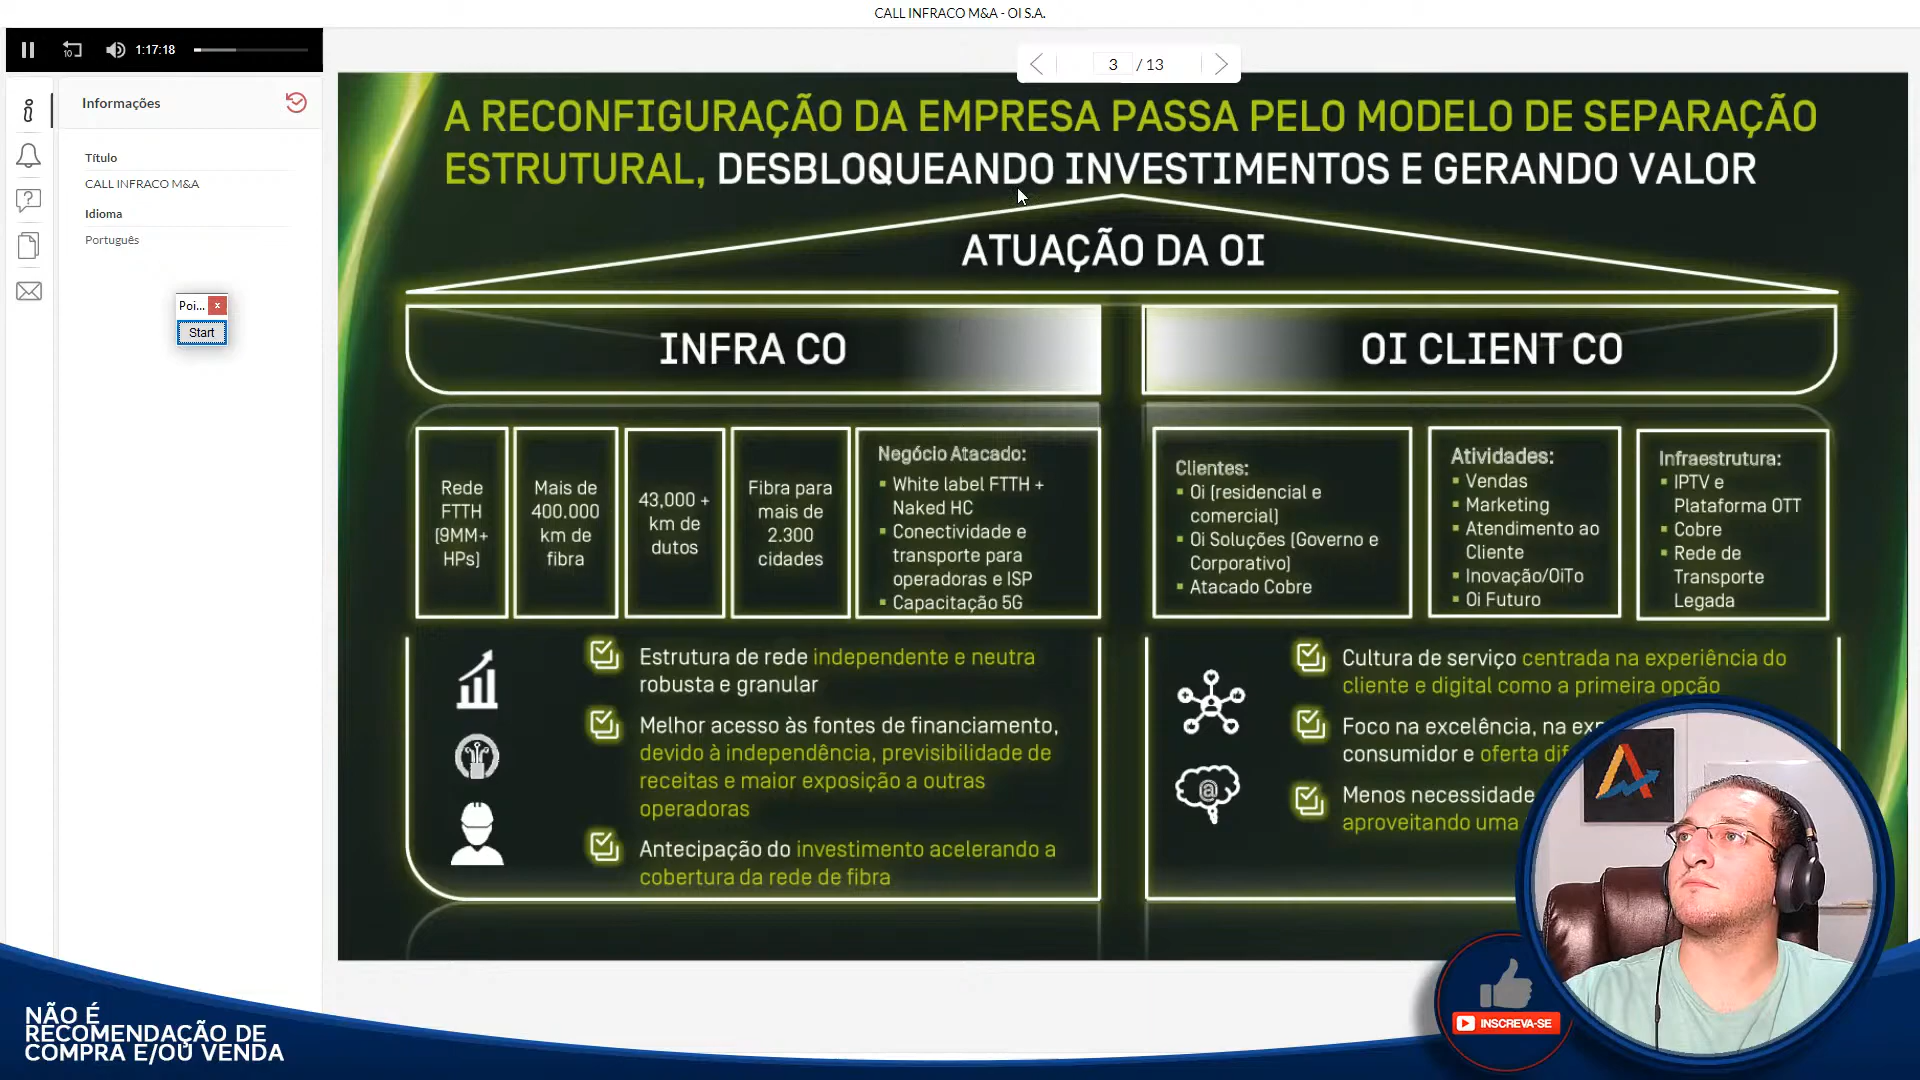 CALL INFRACO M&A - OI S.A.
10
1:17:18
3 / 13
Informações
Título
CALL INFRACO M&A
Idioma
Português
Poi...
x
Start
A RECONFIGURAÇÃO DA EMPRESA PASSA PELO MODELO DE SEPARAÇÃO
ESTRUTURAL, DESBLOQUEANDO INVESTIMENTOS E GERANDO VALOR
ATUAÇÃO DA OI
INFRA CO
Rede
FTTH
(9MM+
HPs)
Mais de
400.000
km de
fibra
43,000 +
km de
dutos
Fibra para
mais de
2.300
cidades
Negócio Atacado:
▪ White label FTTH +
Naked HC
▪ Conectividade e
transporte para
operadoras e ISP
▪ Capacitação 5G
Estrutura de rede independente e neutra
robusta e granular
Melhor acesso às fontes de financiamento,
devido à independência, previsibilidade de
receitas e maior exposição a outras
operadoras
Antecipação do investimento acelerando a
cobertura da rede de fibra
OI CLIENT CO
Clientes:
▪ Oi (residencial e
comercial)
▪ Oi Soluções (Governo e
Corporativo)
▪ Atacado Cobre
Atividades:
▪ Vendas
▪ Marketing
▪ Atendimento ao
Cliente
▪ Inovação/OiTo
▪ Oi Futuro
Infraestrutura:
▪ IPTV e
Plataforma OTT
▪ Cobre
▪ Rede de
Transporte
Legada
Cultura de serviço centrada na experiência do
cliente e digital como a primeira opção
Foco na excelência, na
consumidor e oferta
@
Menos necessidade
aproveitando uma
NÃO É
RECOMENDAÇÃO DE
COMPRA E/OU VENDA
INSCREVA-SE